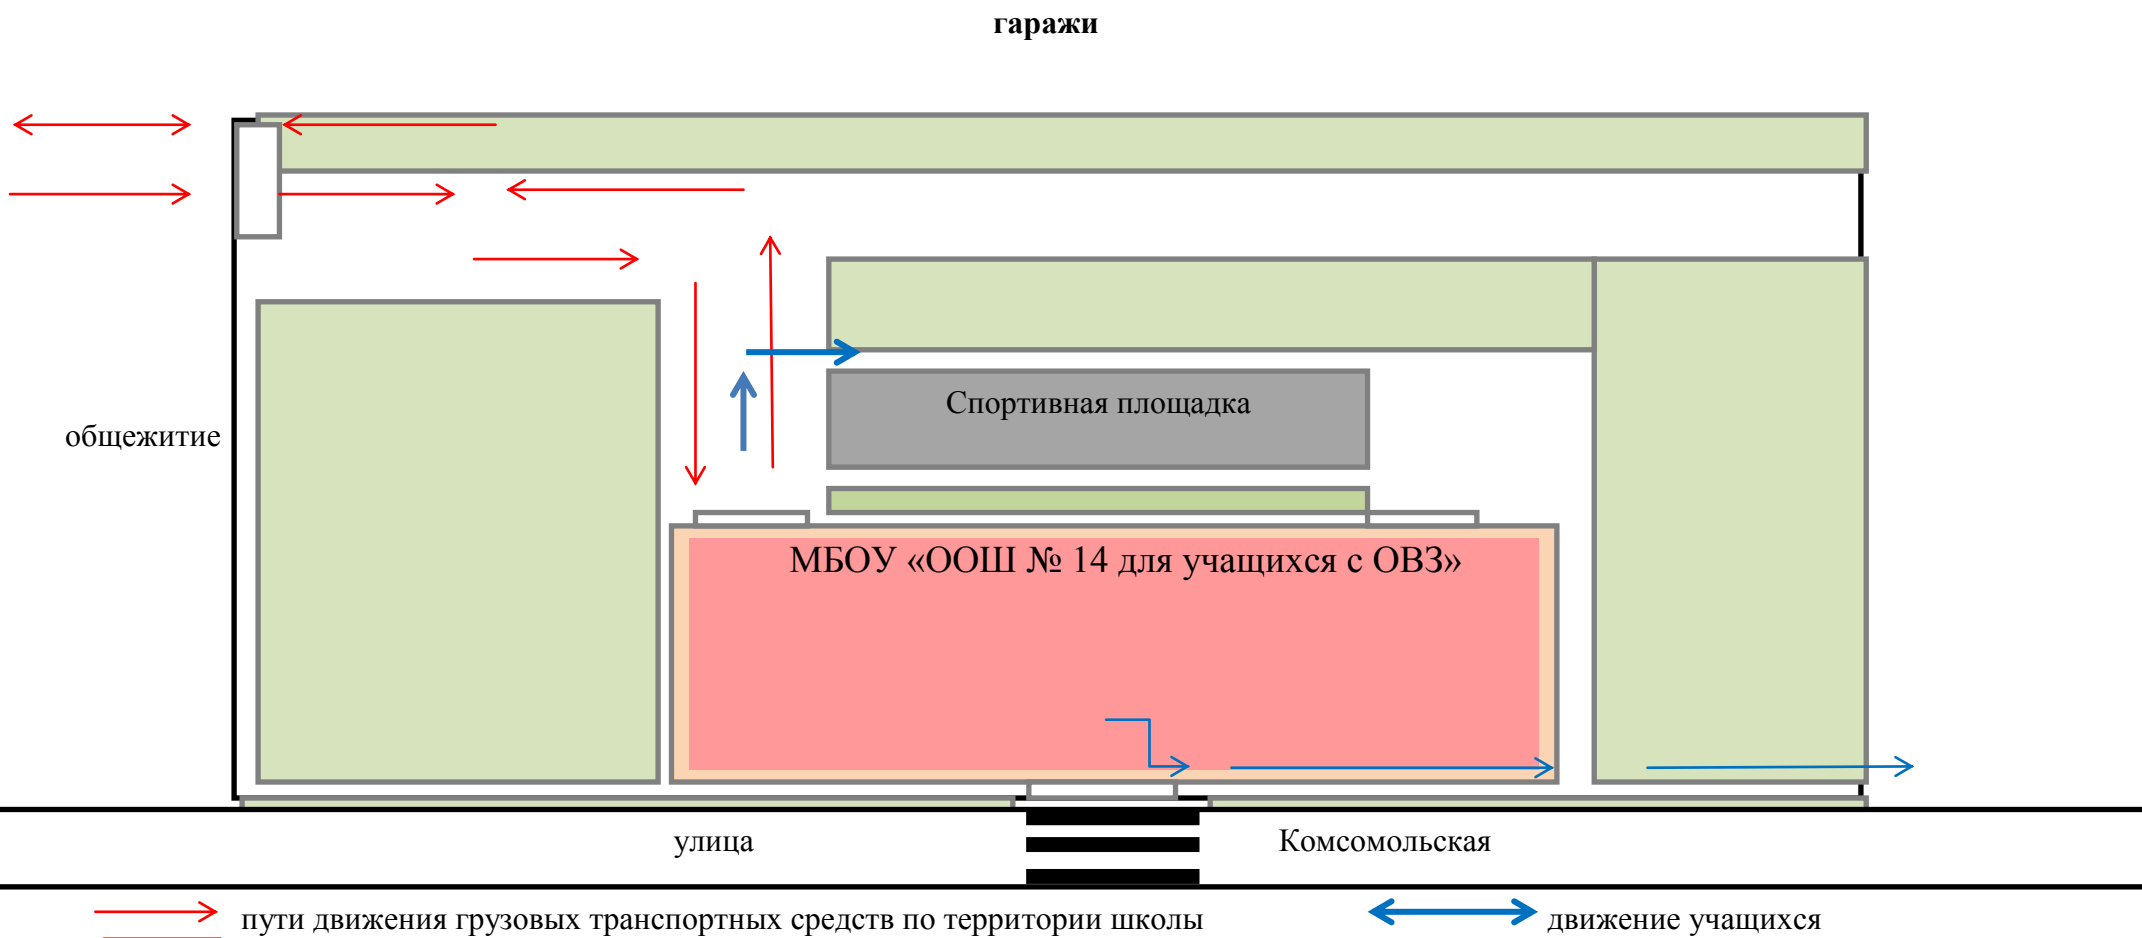 гаражи
Спортивная площадка
общежитие
МБОУ «ООШ № 14 для учащихся с ОВЗ»
улица Комсомольская
пути движения грузовых транспортных средств по территории школы движение учащихся